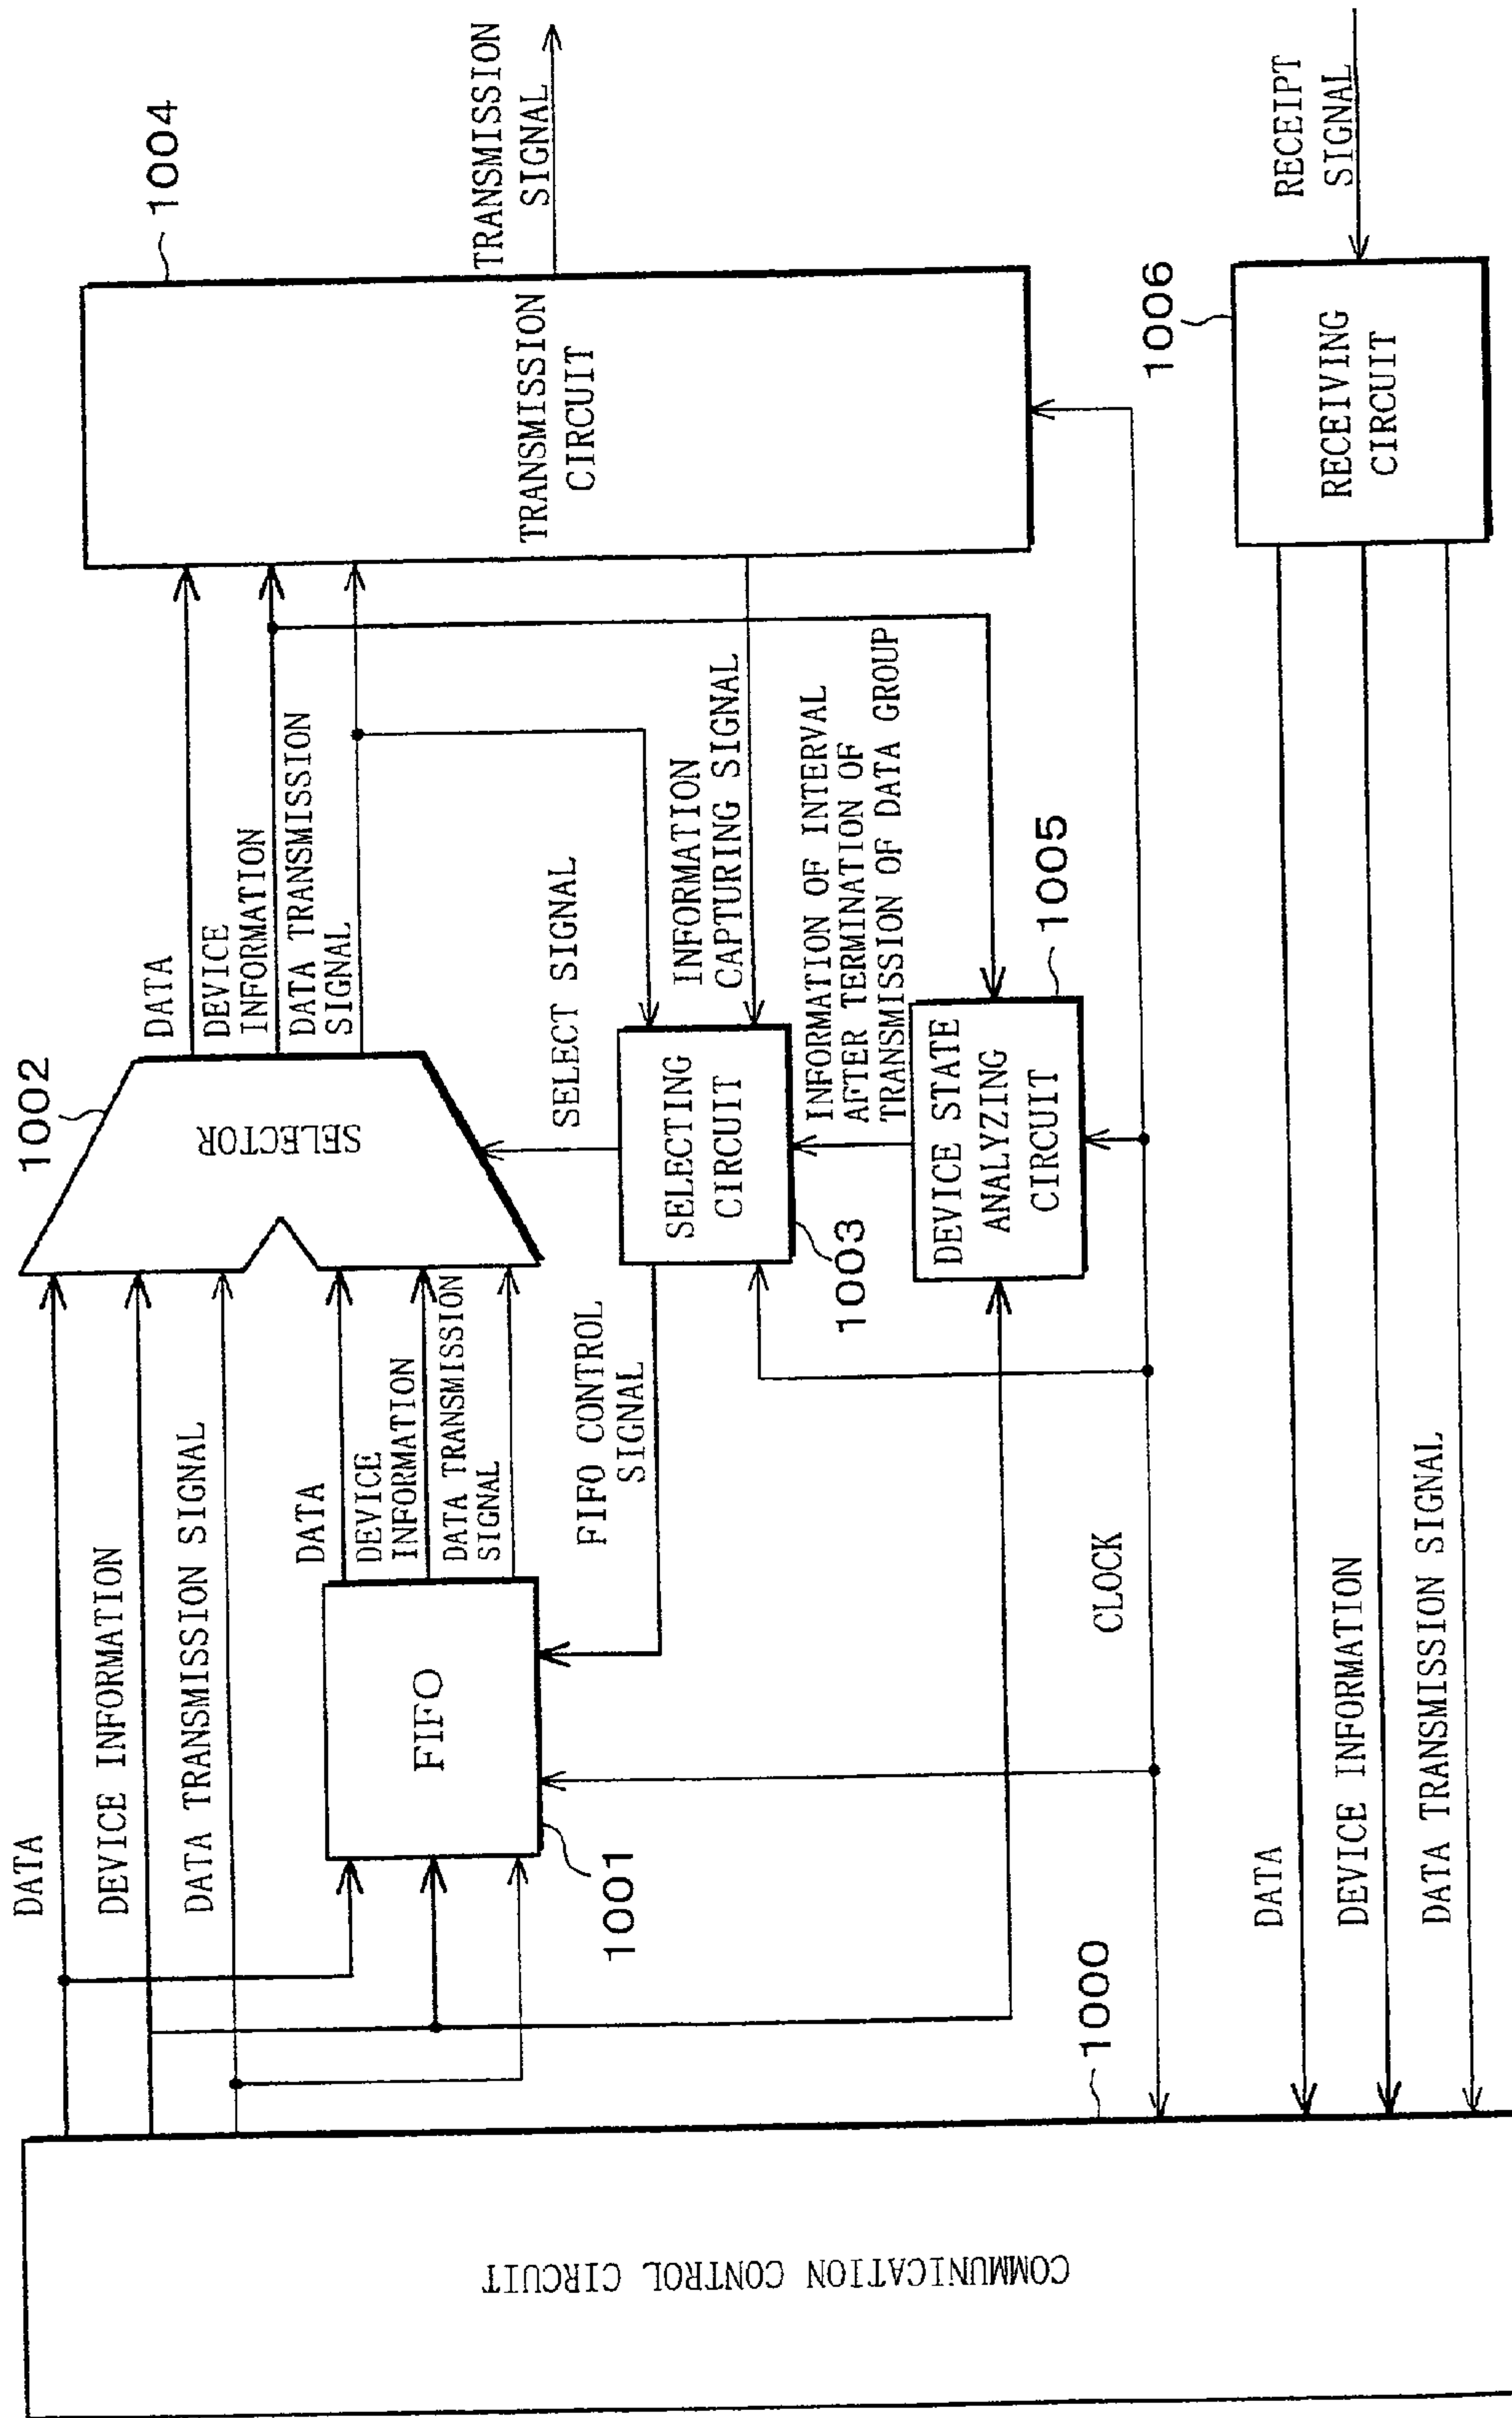 COMMUNICATION CONTROL CIRCUIT
1000
DATA
DEVICE INFORMATION
DATA TRANSMISSION SIGNAL
FIFO
1001
DATA
DEVICE
INFORMATION
DATA TRANSMISSION
SIGNAL
FIFO CONTROL
SIGNAL
CLOCK
1002
SELECTOR
SELECT SIGNAL
SELECTING
CIRCUIT
1003
DEVICE STATE
ANALYZING
CIRCUIT
1005
DATA
DEVICE
INFORMATION
DATA TRANSMISSION
SIGNAL
INFORMATION
CAPTURING SIGNAL
INFORMATION OF INTERVAL
AFTER TERMINATION OF
TRANSMISSION OF DATA GROUP
TRANSMISSION
CIRCUIT
1004
TRANSMISSION
SIGNAL
DATA
DEVICE INFORMATION
DATA TRANSMISSION SIGNAL
RECEIVING
CIRCUIT
1006
RECEIPT
SIGNAL